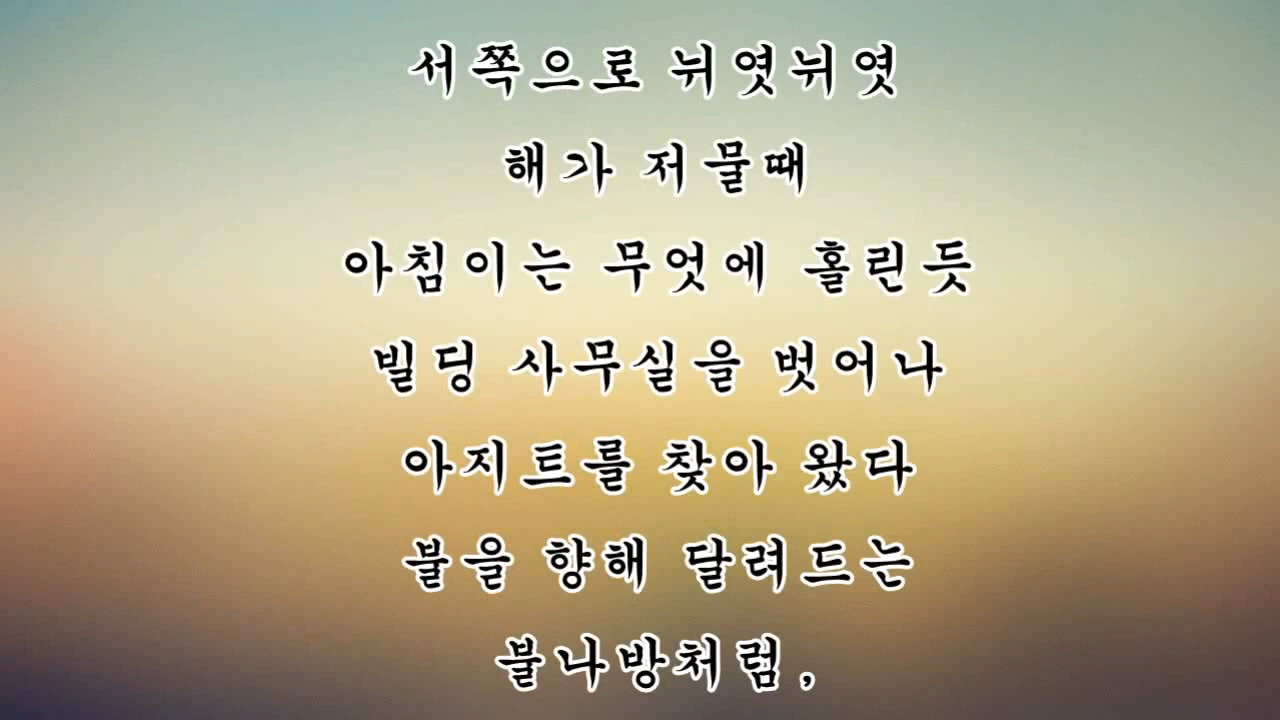 서쪽으로 뉘엿뉘엿
해가 저물때
아침이는 무엇에 홀린듯
빌딩 사무실을 벗어나
아지트를 찾아 왔다
불을 향해 달려드는
불나방처럼,